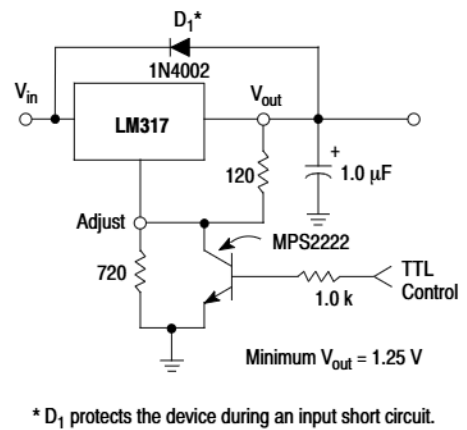 D1*
1N4002
Vin
LM317
Vout
120
+
1.0 μF
Adjust
MPS2222
720
1.0 k
TTL
Control
Minimum Vout = 1.25 V
* D1 protects the device during an input short circuit.